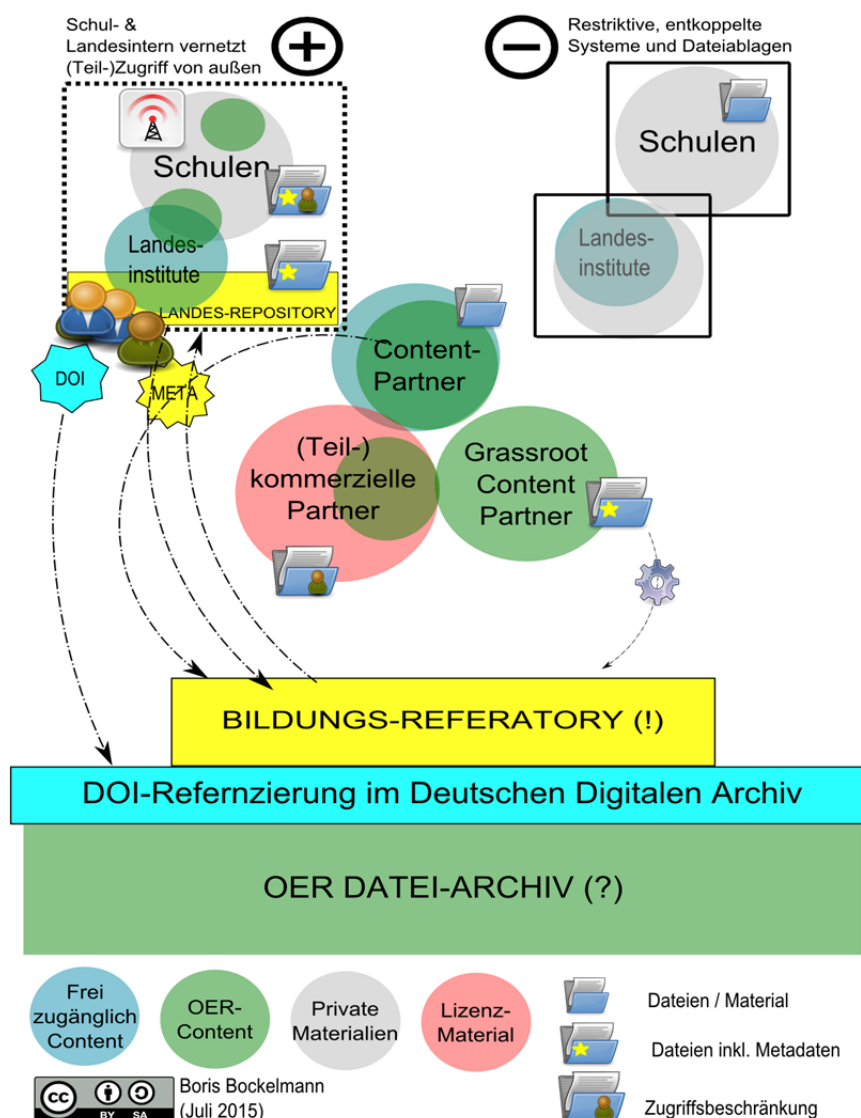 Schul- &
Landesintern vernetzt
(Teil-)Zugriff von außen
Restriktive, entkoppelte
Systeme und Dateiablagen
Schulen
Landes-
institute
LANDES-REPOSITORY
DOI
META
Schulen
Landes-
institute
Content-
Partner
(Teil-)
kommerzielle
Partner
Grassroot
Content
Partner
BILDUNGS-REFERATORY (!)
DOI-Refernzierung im Deutschen Digitalen Archiv
OER DATEI-ARCHIV (?)
Frei
zugänglich
Content
OER-
Content
Private
Materialien
Lizenz-
Material
Dateien / Material
Dateien inkl. Metadaten
Zugriffsbeschränkung
cc
BY SA
Boris Bockelmann
(Juli 2015)